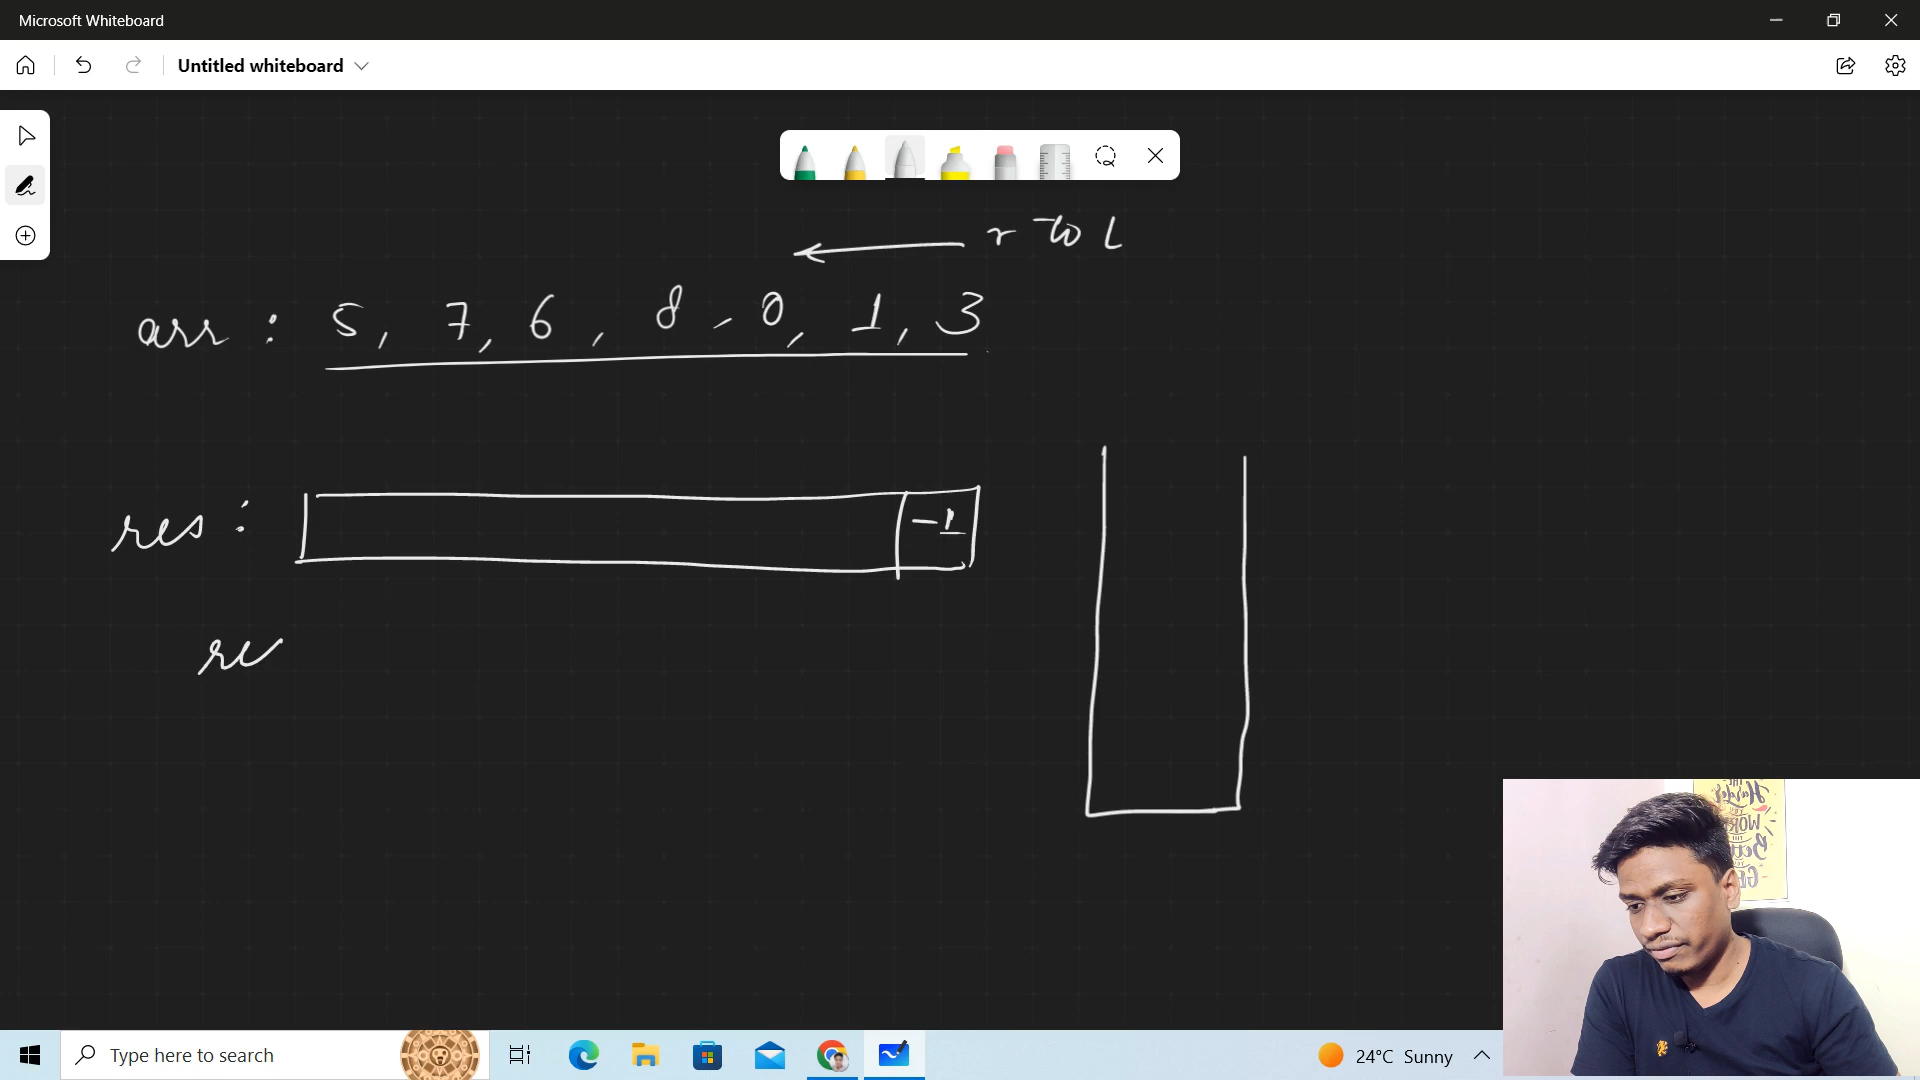 Microsoft Whiteboard
Untitled whiteboard
r to L
arr : 5, 7, 6, 8, 0, 1, 3
res : -1
re
Type here to search
24°C Sunny